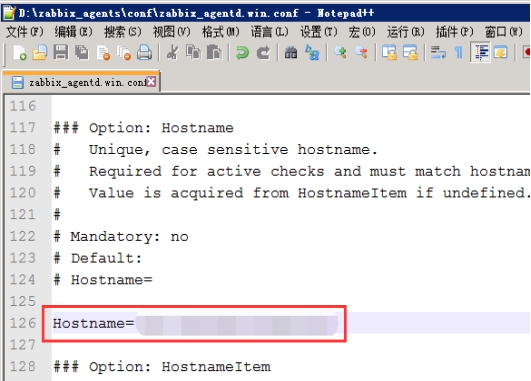 D:\zabbix_agents\conf\zabbix_agentd.win.conf - Notepad++
文件(F) 编辑(E) 搜索(S) 视图(V) 格式(M) 语言(L) 设置(T) 宏(O) 运行(R) 插件(P) 窗口(W)
zabbix_agentd.win.conf
116
117 ### Option: Hostname
118 # Unique, case sensitive hostname.
119 # Required for active checks and must match hostnam
120 # Value is acquired from HostnameItem if undefined.
121 #
122 # Mandatory: no
123 # Default:
124 # Hostname=
125
126 Hostname=
127
128 ### Option: HostnameItem